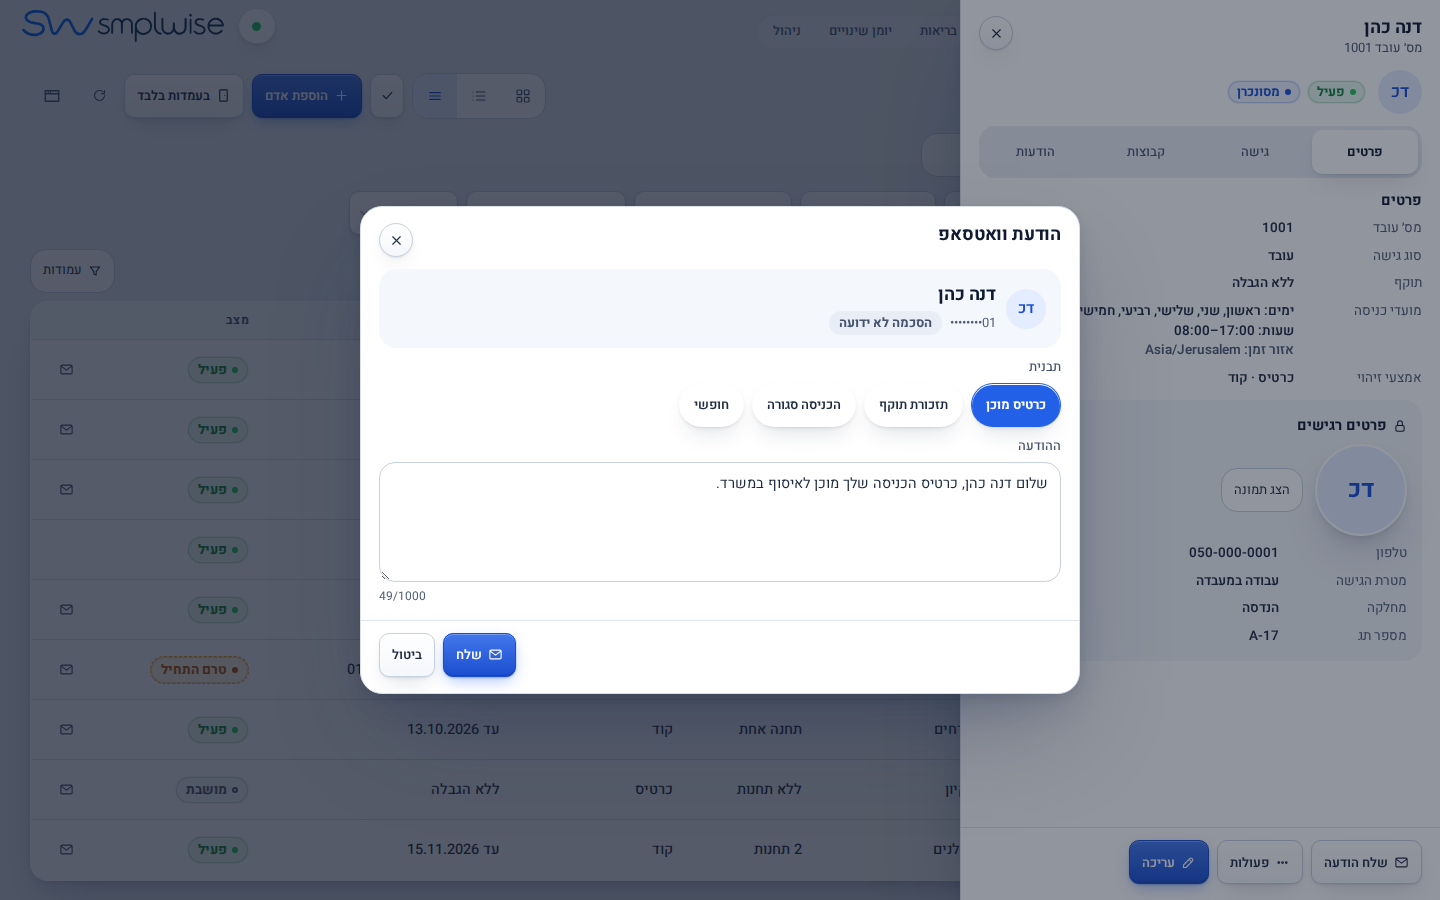 smplwise
בריאות
יומן שינויים
ניהול
בעמדות בלבד
הוספת אדם
עמודות
מצב
פעיל
פעיל
פעיל
פעיל
פעיל
טרם התחיל
01
פעיל
עד 13.10.2026
קוד
תחנה אחת
מושבת
ללא הגבלה
כרטיס
ללא תחנות
פעיל
עד 15.11.2026
קוד
2 תחנות
דנה כהן
מס׳ עובד 1001
דכ
פעיל
מסונכרן
פרטים
גישה
קבוצות
הודעות
פרטים
מס׳ עובד
1001
סוג גישה
עובד
תוקף
ללא הגבלה
מועדי כניסה
ימים: ראשון, שני, שלישי, רביעי, חמישי
שעות: 08:00–17:00
אזור זמן: Asia/Jerusalem
אמצעי זיהוי
כרטיס · קוד
פרטים רגישים
דכ
הצג תמונה
טלפון
050-000-0001
מטרת הגישה
עבודה במעבדה
מחלקה
הנדסה
מספר תג
A-17
שלח הודעה
פעולות
עריכה
הודעת וואטסאפ
דכ
דנה כהן
••••••••01
הסכמה לא ידועה
תבנית
כרטיס מוכן
תזכורת תוקף
הכניסה סגורה
חופשי
ההודעה
שלום דנה כהן, כרטיס הכניסה שלך מוכן לאיסוף במשרד.
49/1000
שלח
ביטול